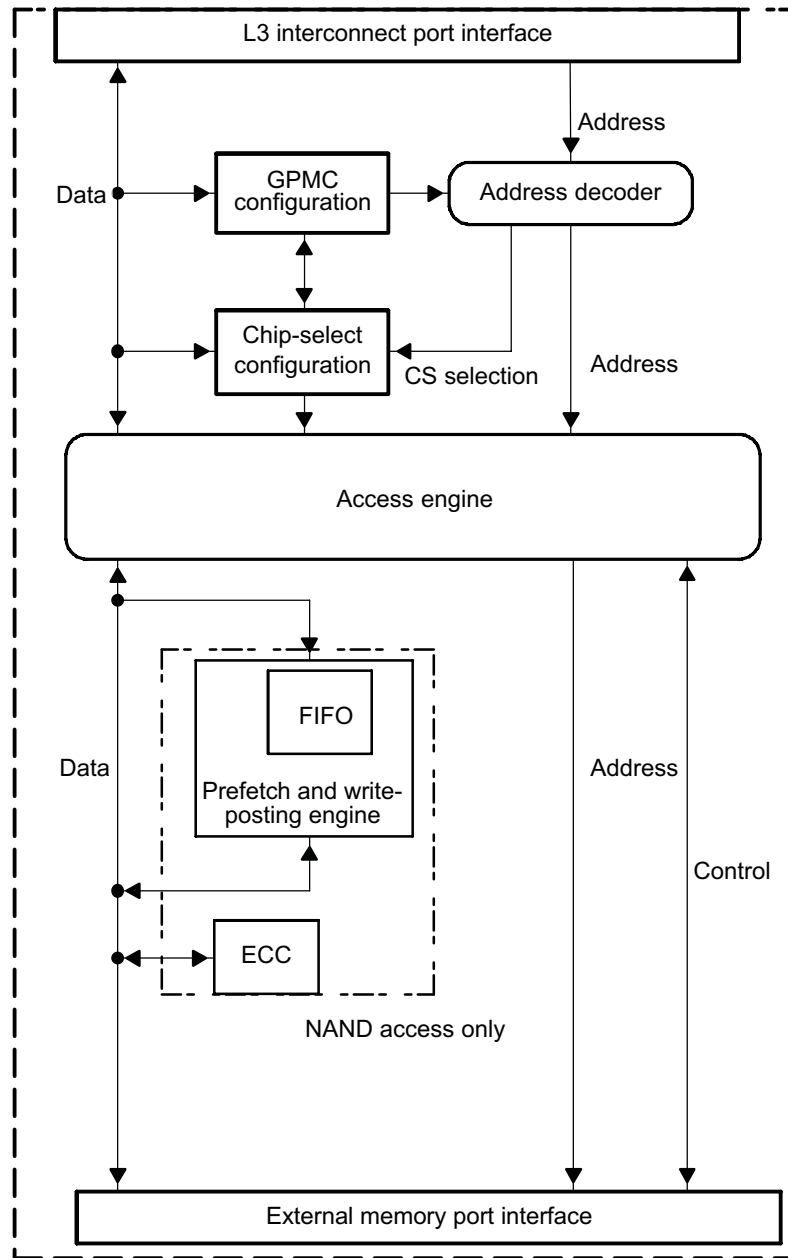 L3 interconnect port interface
Address
GPMC
configuration
Address decoder
Data
Chip-select
configuration
CS selection
Address
Access engine
FIFO
Prefetch and write-
posting engine
Data
Address
Control
ECC
NAND access only
External memory port interface